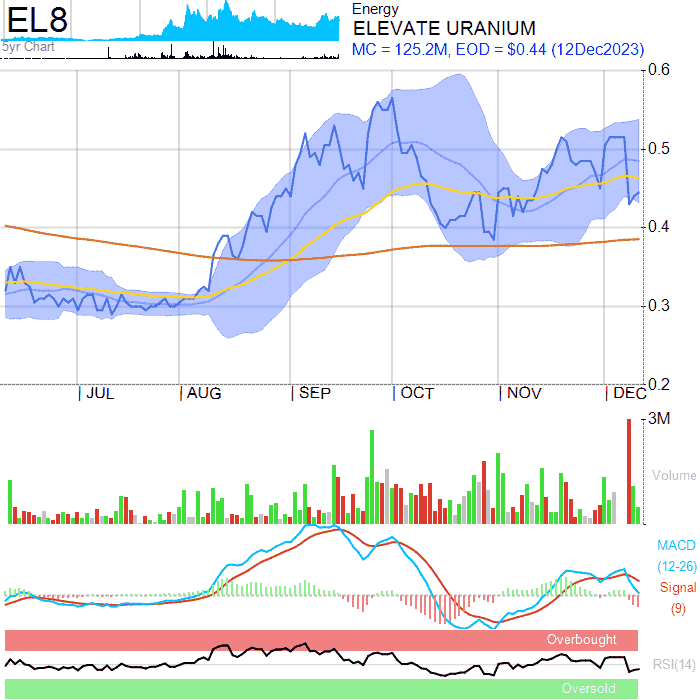 EL8
5yr Chart
Energy
ELEVATE URANIUM
MC = 125.2M, EOD = $0.44 (12Dec2023)
0.6
0.5
0.4
0.3
0.2
JUL AUG SEP OCT NOV DEC
3M
Volume
MACD
(12-26)
Signal
(9)
Overbought
RSI(14)
Oversold